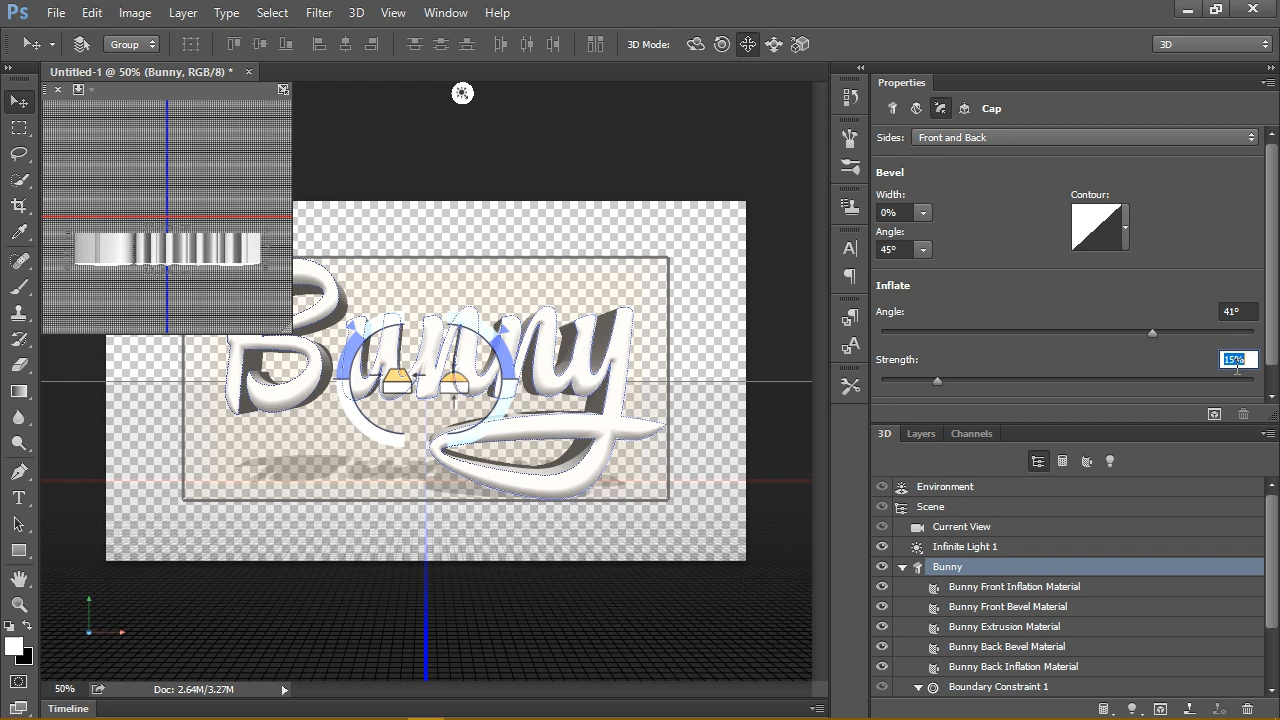 Ps File Edit Image Layer Type Select Filter 3D View Window Help
Group 3D Mode: 3D
Untitled-1 @ 50% (Bunny, RGB/8) * ×
Properties
Cap
Sides: Front and Back
Bevel
Width: Contour:
0%
Angle:
45°
Inflate
Angle: 41°
Strength: 15%
Bunny
3D Layers Channels
Environment
Scene
Current View
Infinite Light 1
Bunny
Bunny Front Inflation Material
Bunny Front Bevel Material
Bunny Extrusion Material
Bunny Back Bevel Material
Bunny Back Inflation Material
Boundary Constraint 1
50% Doc: 2.64M/3.27M
Timeline